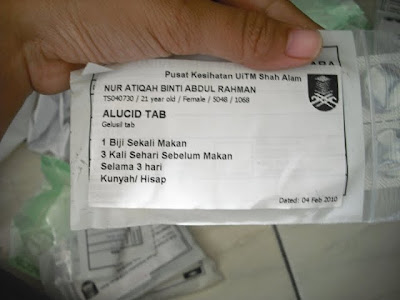 ARA
Pusat Kesihatan UiTM Shah Alam
NUR ATIQAH BINTI ABDUL RAHMAN
TS040730 / 21 year old / Female / 5048 / 1068
ALUCID TAB
Gelusil tab
1 Biji Sekali Makan
3 Kali Sehari Sebelum Makan
Selama 3 hari
Kunyah/ Hisap
Dated: 04 Feb 2010